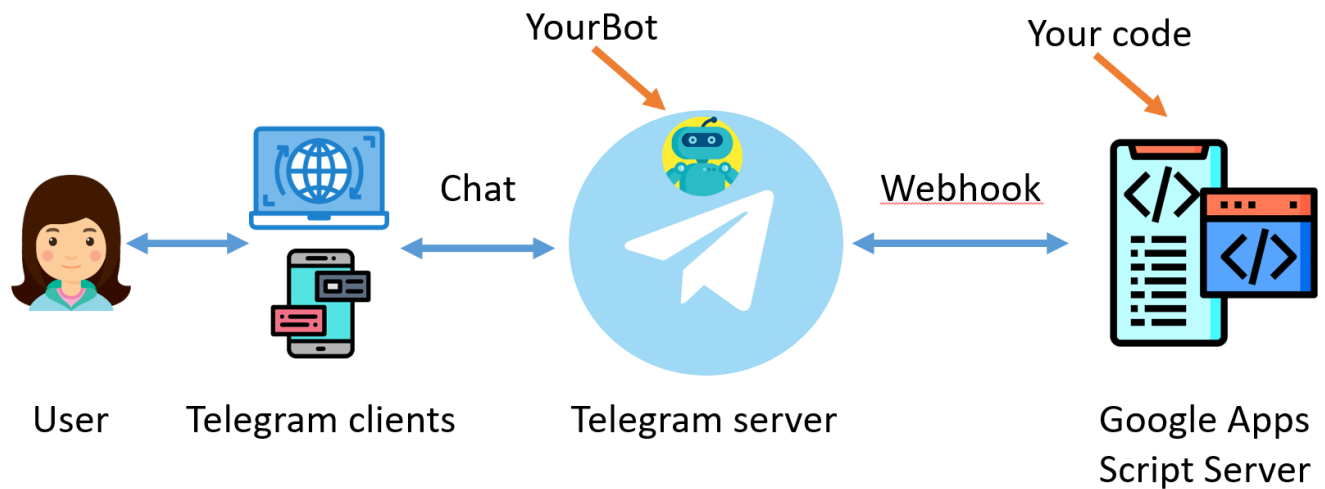 YourBot
Your code
Chat
Webhook
User
Telegram clients
Telegram server
Google Apps
Script Server